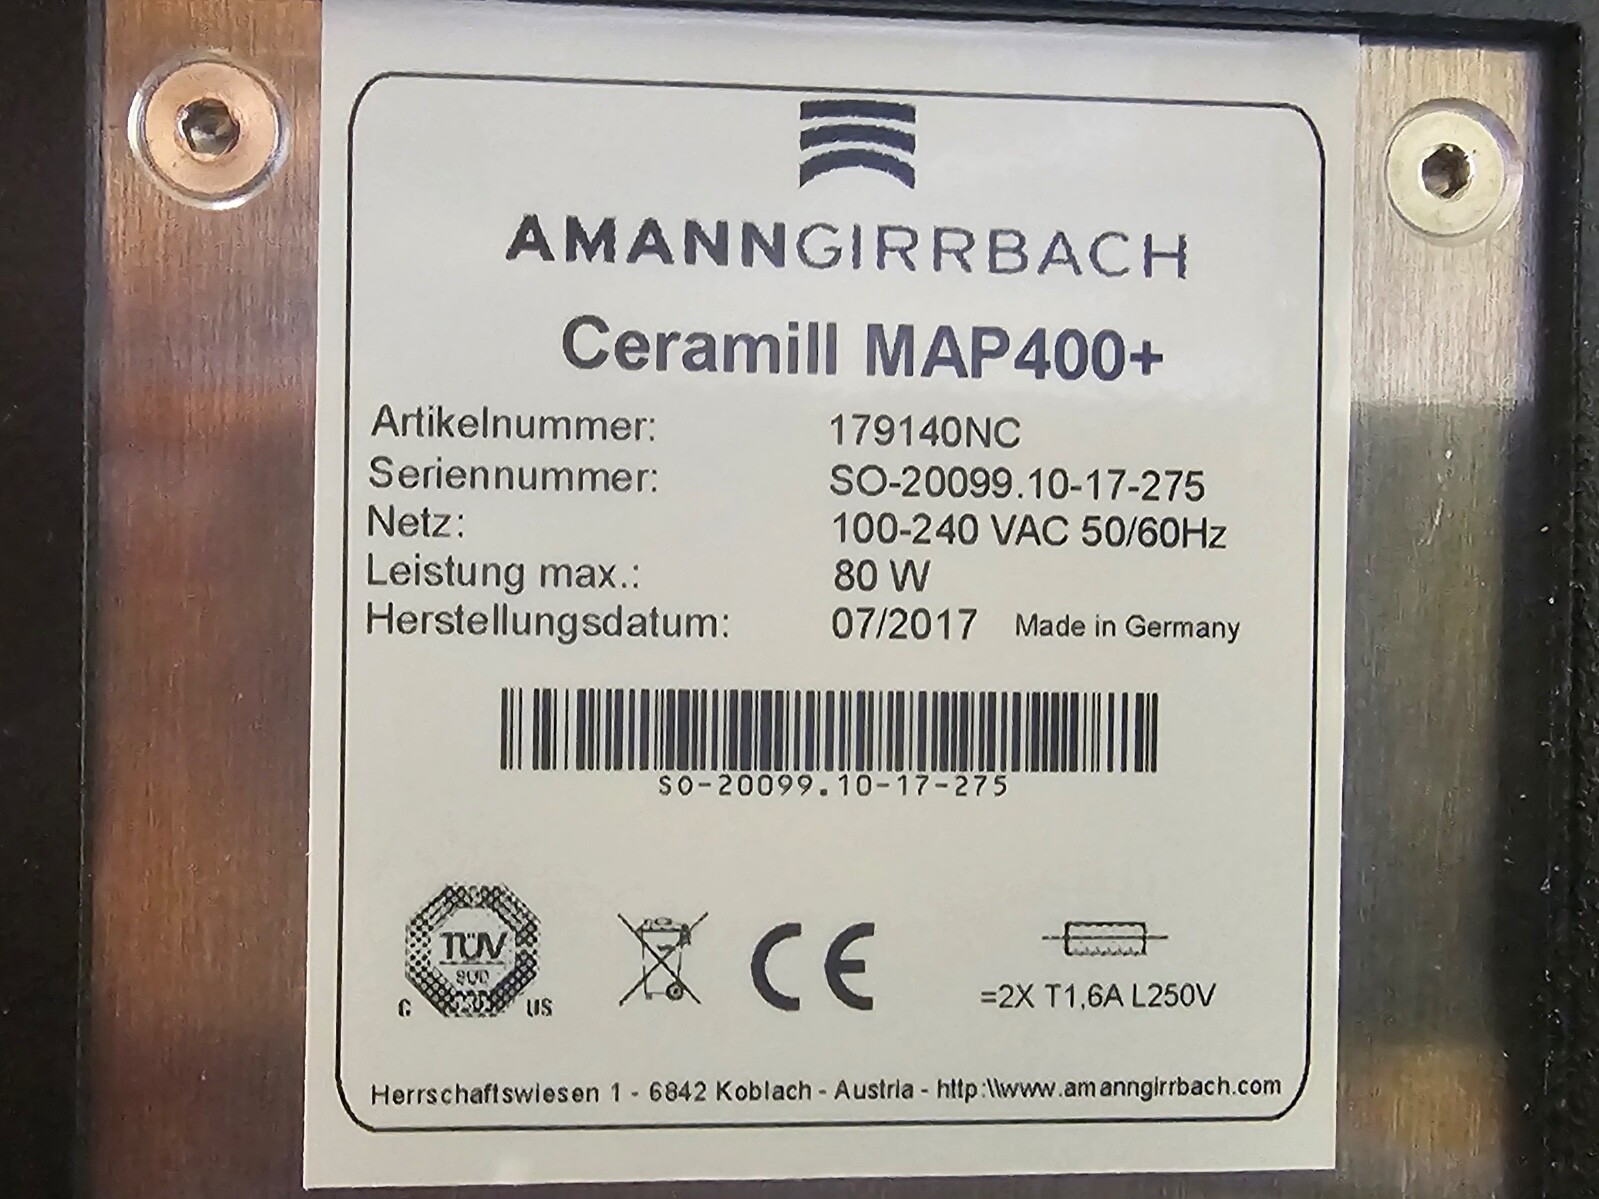 AMANNGIRRBACH
Ceramill MAP400+
Artikelnummer: 179140NC
Seriennummer: SO-20099.10-17-275
Netz: 100-240 VAC 50/60Hz
Leistung max.: 80 W
Herstellungsdatum: 07/2017 Made in Germany
SO-20099.10-17-275
TÜV
SÜD
C US
CE
=2X T1,6A L250V
Herrschaftswiesen 1 - 6842 Koblach - Austria - http:\\www.amanngirrbach.com